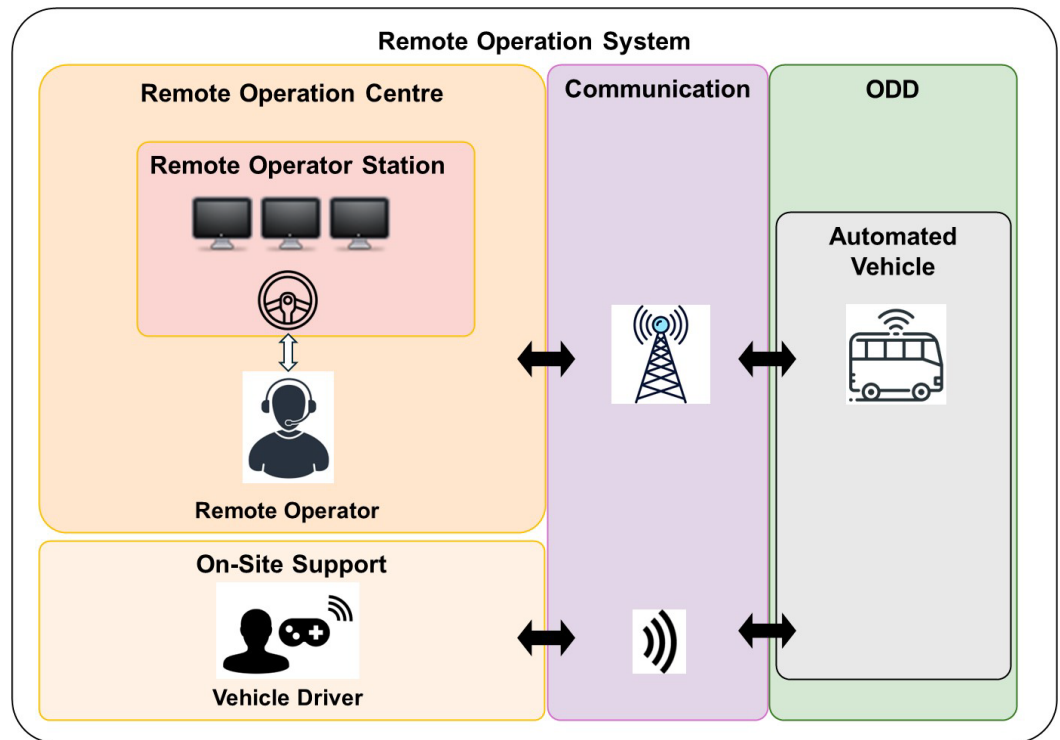 Remote Operation System
Remote Operation Centre
Communication
ODD
Remote Operator Station
Automated
Vehicle
Remote Operator
On-Site Support
Vehicle Driver